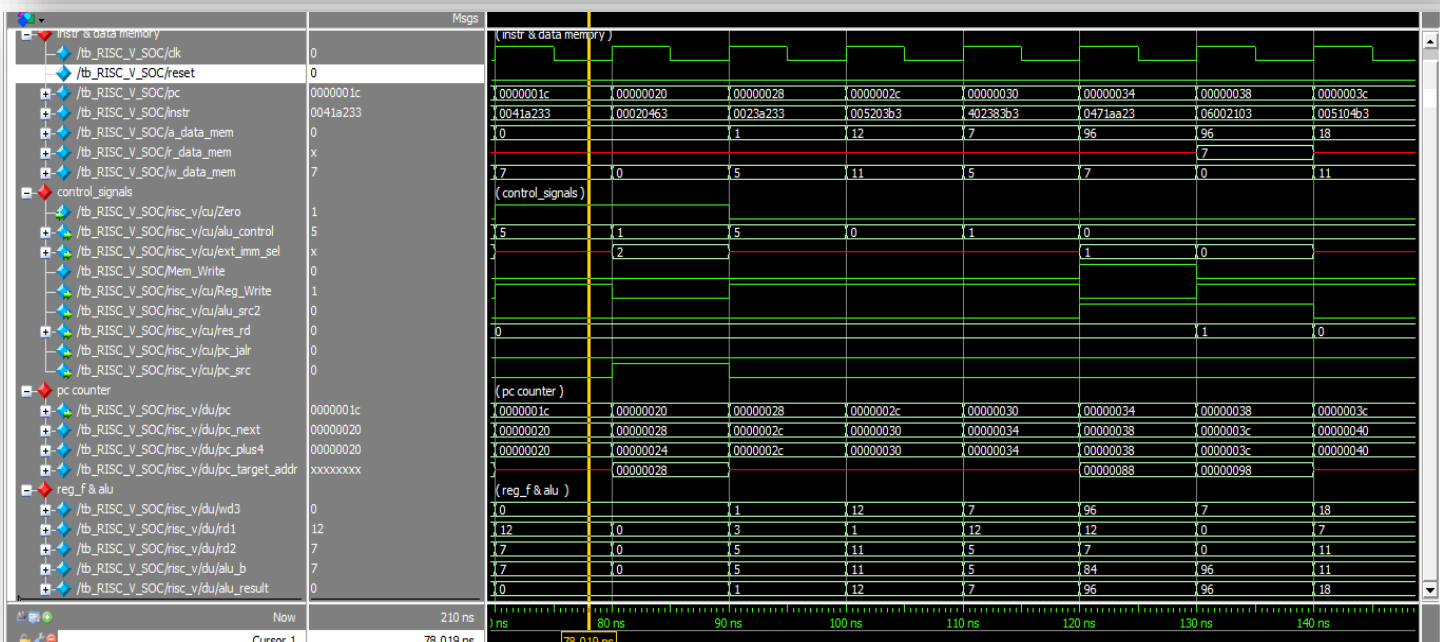 Msgs
instr & data memory ( instr & data memory )
/tb_RISC_V_SOC/clk 0
/tb_RISC_V_SOC/reset 0
/tb_RISC_V_SOC/pc 0000001c 0000001c 00000020 00000028 0000002c 00000030 00000034 00000038 0000003c
/tb_RISC_V_SOC/instr 0041a233 0041a233 00020463 0023a233 005203b3 402383b3 0471aa23 06002103 005104b3
/tb_RISC_V_SOC/a_data_mem 0 0 1 12 7 96 96 18
/tb_RISC_V_SOC/r_data_mem x 7
/tb_RISC_V_SOC/w_data_mem 7 7 0 5 11 5 7 0 11
control_signals ( control_signals )
/tb_RISC_V_SOC/risc_v/cu/Zero 1
/tb_RISC_V_SOC/risc_v/cu/alu_control 5 5 1 5 0 1 0
/tb_RISC_V_SOC/risc_v/cu/ext_imm_sel x 2 1 0
/tb_RISC_V_SOC/Mem_Write 0
/tb_RISC_V_SOC/risc_v/cu/Reg_Write 1
/tb_RISC_V_SOC/risc_v/cu/alu_src2 0
/tb_RISC_V_SOC/risc_v/cu/res_rd 0 0 1 0
/tb_RISC_V_SOC/risc_v/cu/pc_jalr 0
/tb_RISC_V_SOC/risc_v/cu/pc_src 0
pc counter ( pc counter )
/tb_RISC_V_SOC/risc_v/du/pc 0000001c 0000001c 00000020 00000028 0000002c 00000030 00000034 00000038 0000003c
/tb_RISC_V_SOC/risc_v/du/pc_next 00000020 00000020 00000028 0000002c 00000030 00000034 00000038 0000003c 00000040
/tb_RISC_V_SOC/risc_v/du/pc_plus4 00000020 00000020 00000024 0000002c 00000030 00000034 00000038 0000003c 00000040
/tb_RISC_V_SOC/risc_v/du/pc_target_addr xxxxxxxx 00000028 00000088 00000098
reg_f & alu ( reg_f & alu )
/tb_RISC_V_SOC/risc_v/du/wd3 0 0 1 12 7 96 7 18
/tb_RISC_V_SOC/risc_v/du/rd1 12 12 0 3 1 12 12 0 7
/tb_RISC_V_SOC/risc_v/du/rd2 7 7 0 5 11 5 7 0 11
/tb_RISC_V_SOC/risc_v/du/alu_b 7 7 0 5 11 5 84 96 11
/tb_RISC_V_SOC/risc_v/du/alu_result 0 0 1 12 7 96 96 18
Now 210 ns ns 80 ns 90 ns 100 ns 110 ns 120 ns 130 ns 140 ns
Cursor 1 78.019 ns 78.019 ns